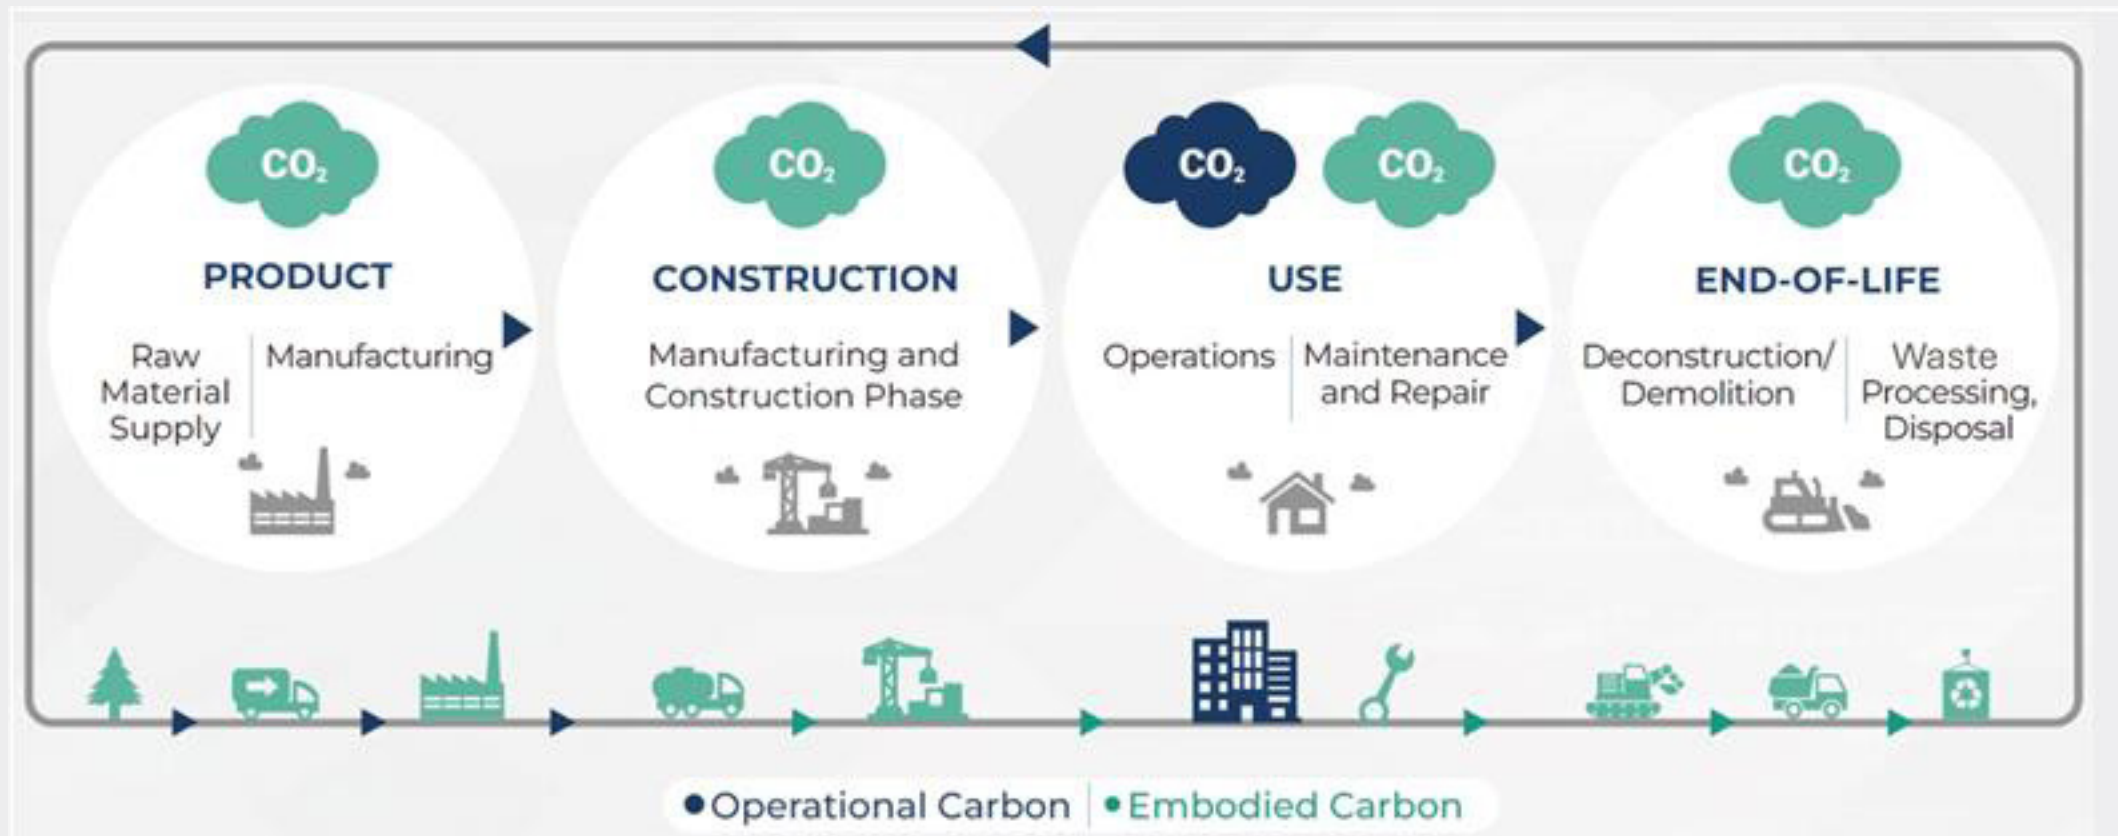 CO₂
PRODUCT
Raw
Material
Supply
Manufacturing
CO₂
CONSTRUCTION
Manufacturing and
Construction Phase
CO₂
CO₂
USE
Operations
Maintenance
and Repair
CO₂
END-OF-LIFE
Deconstruction/
Demolition
Waste
Processing,
Disposal
Operational Carbon
Embodied Carbon